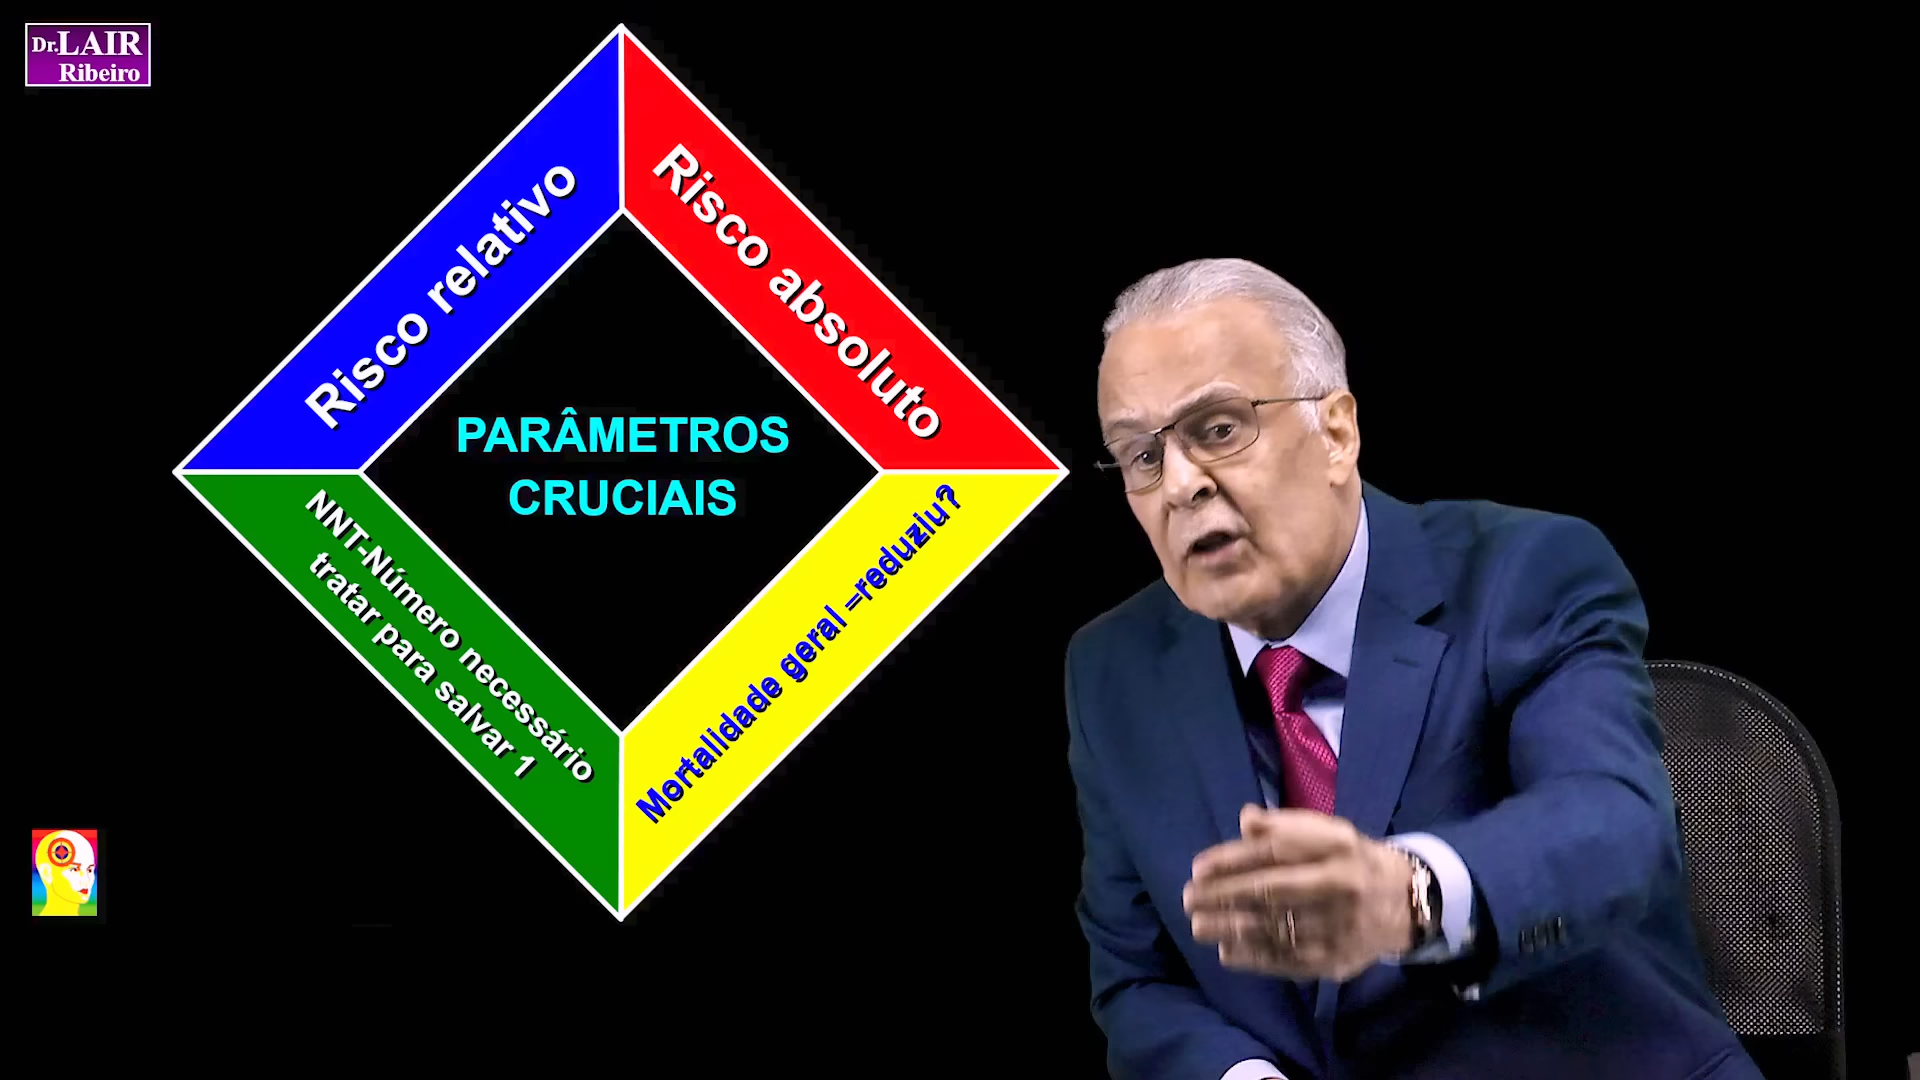 Dr.LAIR
Ribeiro
Risco relativo
Risco absoluto
PARÂMETROS
CRUCIAIS
NNT-Número necessário
tratar para salvar 1
Mortalidade geral =reduziu?